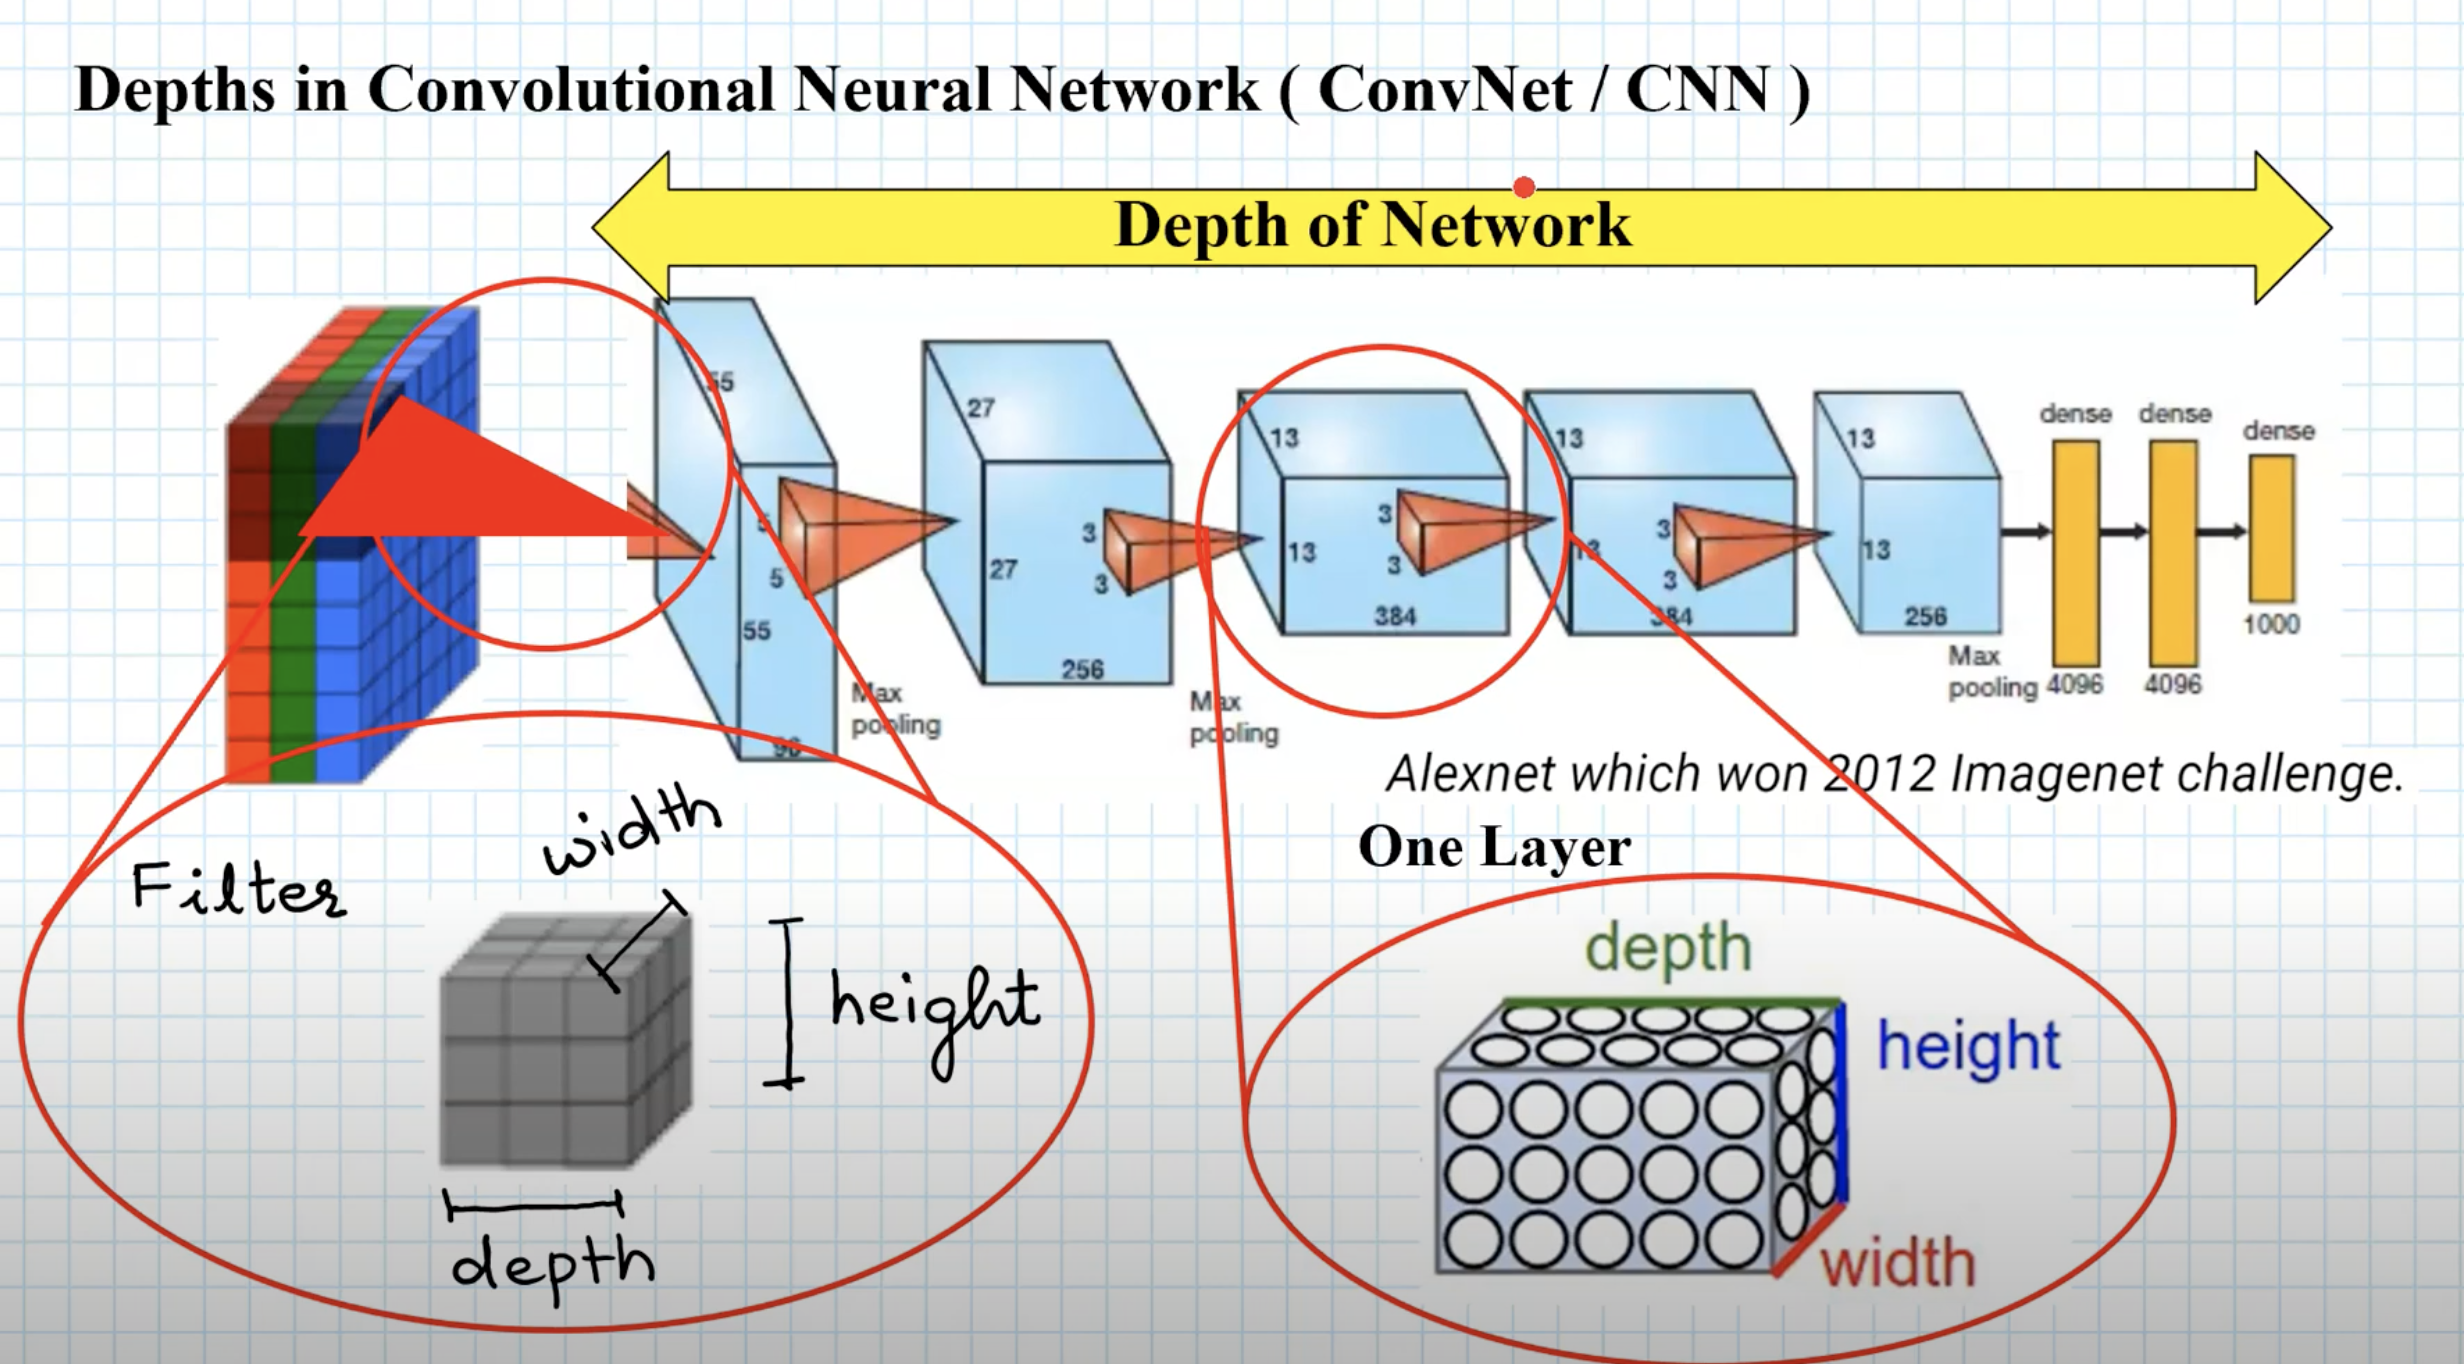 Depths in Convolutional Neural Network ( ConvNet / CNN )
Depth of Network
55
5
5
55
96
Max
pooling
27
27
256
3
3
Max
pooling
13
13
384
3
3
13
13
384
3
3
13
13
256
Max
pooling
dense
4096
dense
4096
dense
1000
Alexnet which won 2012 Imagenet challenge.
Filter
width
height
depth
One Layer
depth
height
width